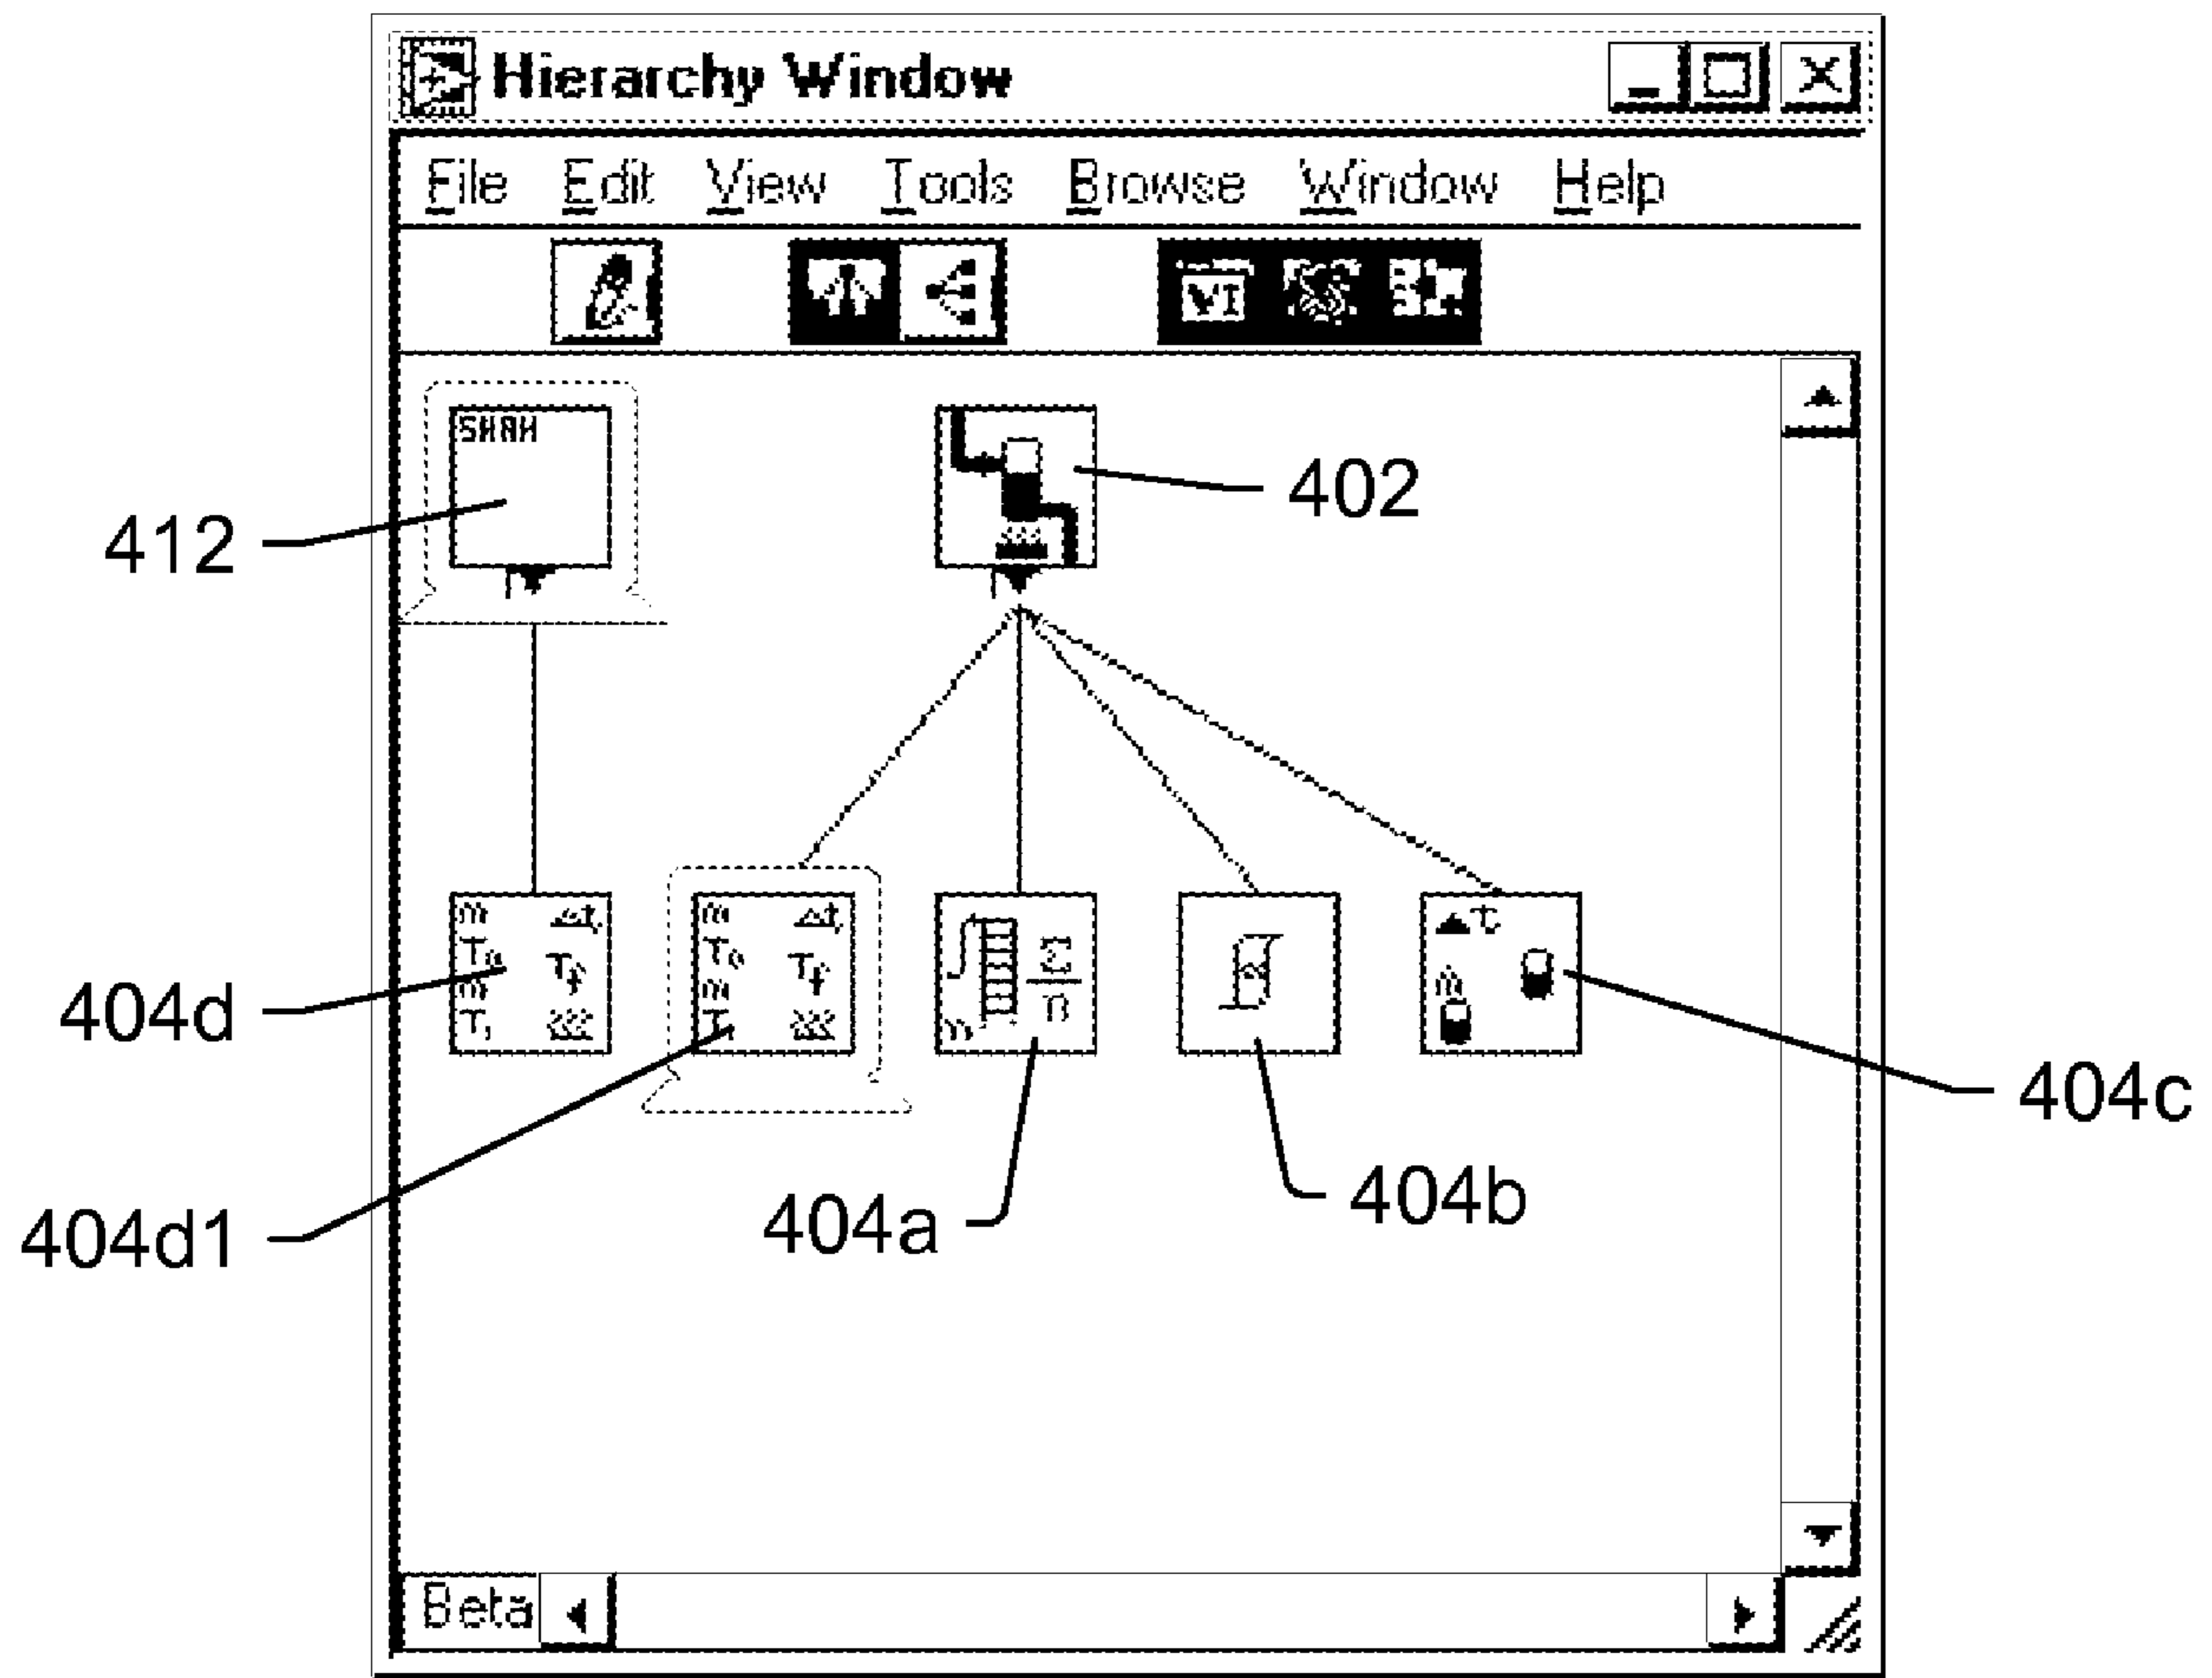 Hierarchy Window
File Edit View Tools Browse Window Help
VI
SHAH
402
412
404d
404c
404b
404a
404d1
Beta